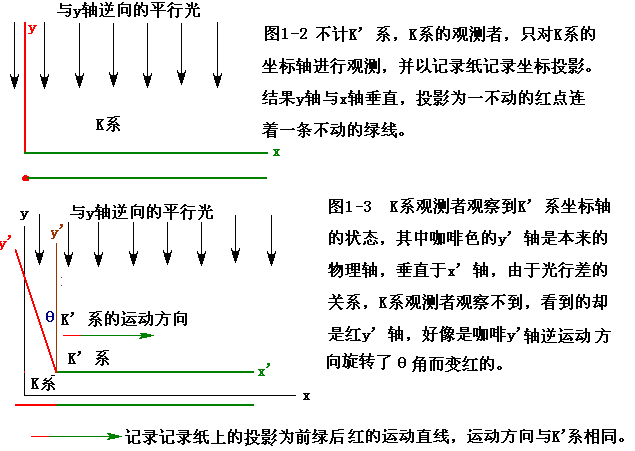 与y轴逆向的平行光
y
K系
x
图1-2 不计K' 系，K系的观测者，只对K系的
坐标轴进行观测，并以记录纸记录坐标投影。
结果y轴与x轴垂直，投影为一不动的红点连
着一条不动的绿线。
y
与y轴逆向的平行光
y'
y'
θ
K' 系的运动方向
K' 系
x'
K系
x
图1-3 K系观测者观察到K' 系坐标轴
的状态，其中咖啡色的y' 轴是本来的
物理轴，垂直于x' 轴，由于光行差的
关系，K系观测者观察不到，看到的却
是红y' 轴，好像是咖啡y'轴逆运动方
向旋转了θ角而变红的。
记录记录纸上的投影为前绿后红的运动直线，运动方向与K'系相同。